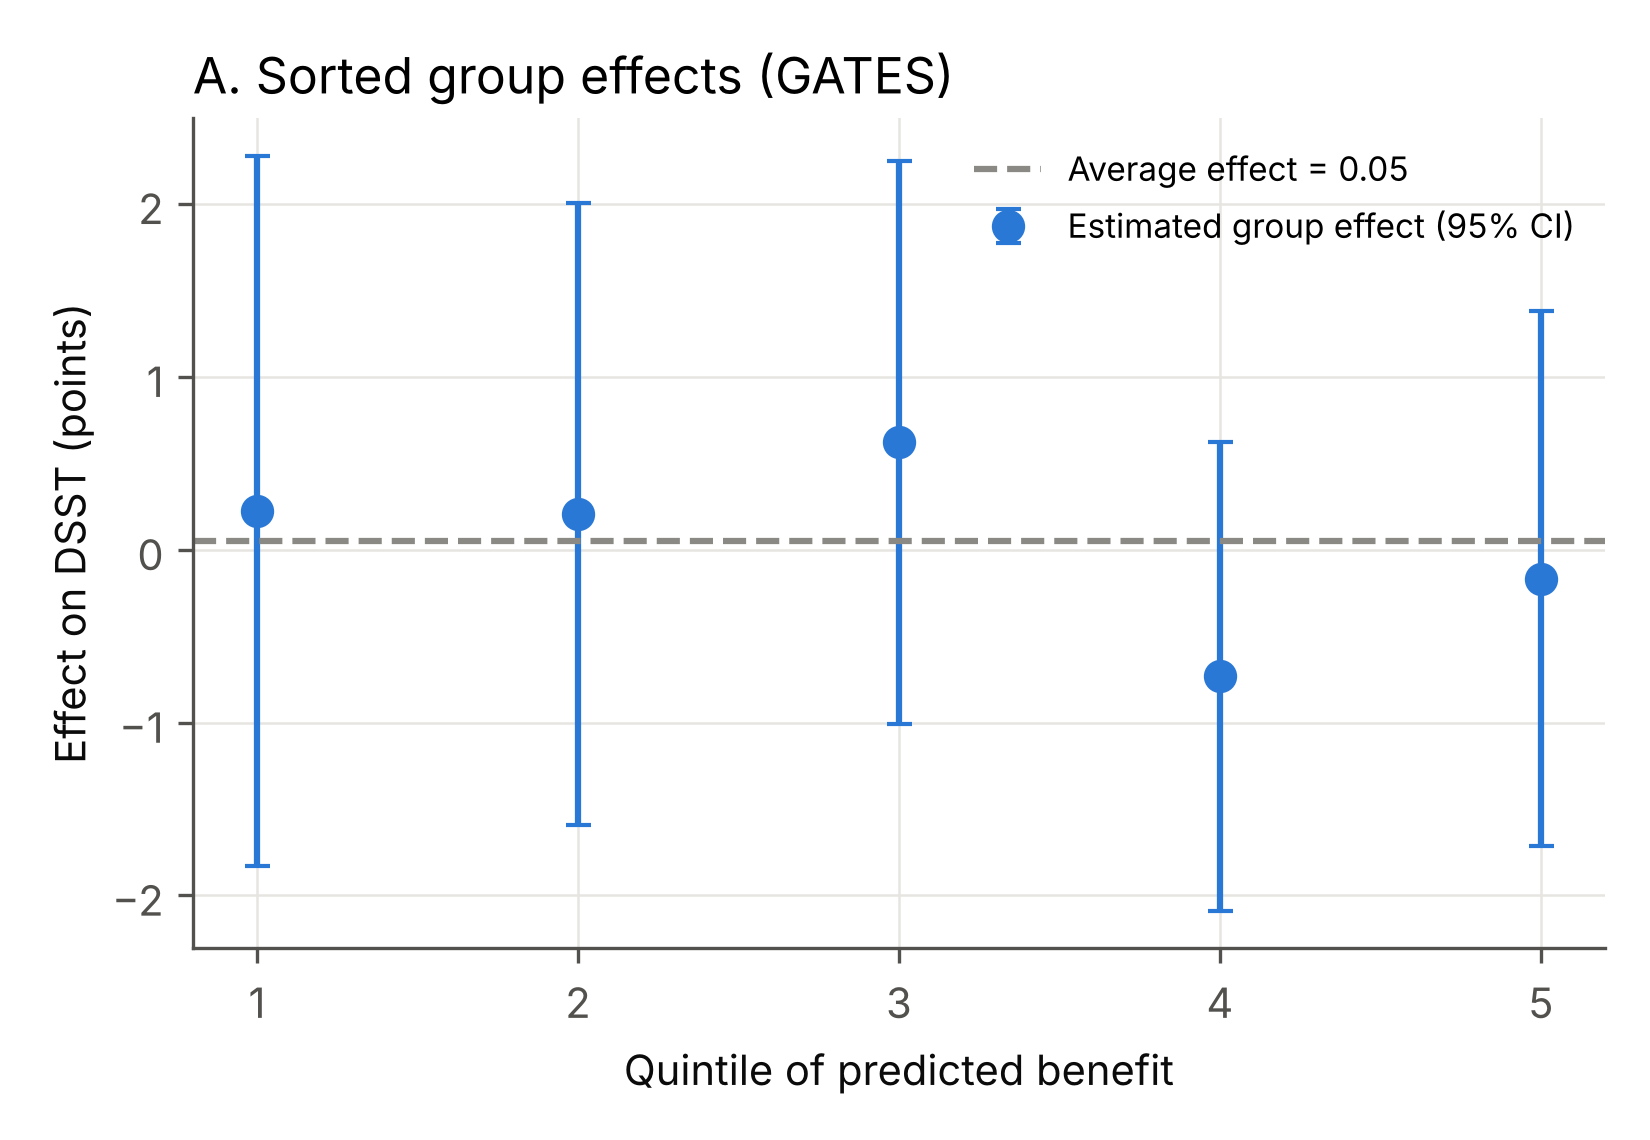 A. Sorted group effects (GATES)
Average effect = 0.05
Estimated group effect (95% CI)
Effect on DSST (points)
2
1
0
−1
−2
1 2 3 4 5
Quintile of predicted benefit